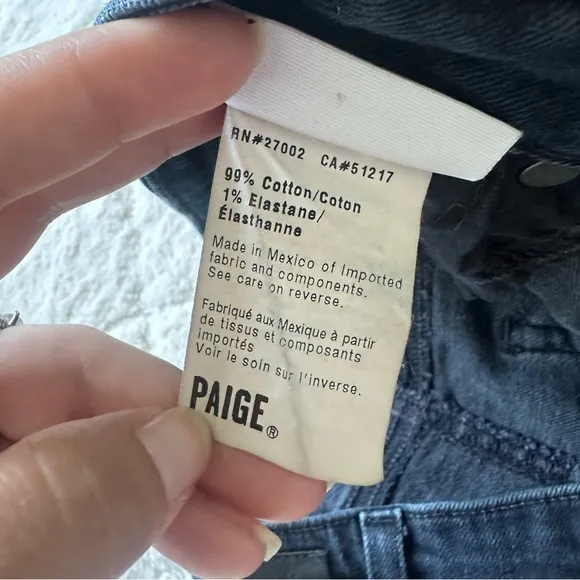 RN#27002 CA#51217
99% Cotton/Coton
1% Elastane/
Élasthanne
Made in Mexico of Imported
fabric and components.
See care on reverse.
Fabriqué aux Mexique à partir
de tissus et composants
importés
Voir le soin sur l'inverse.
PAIGE®